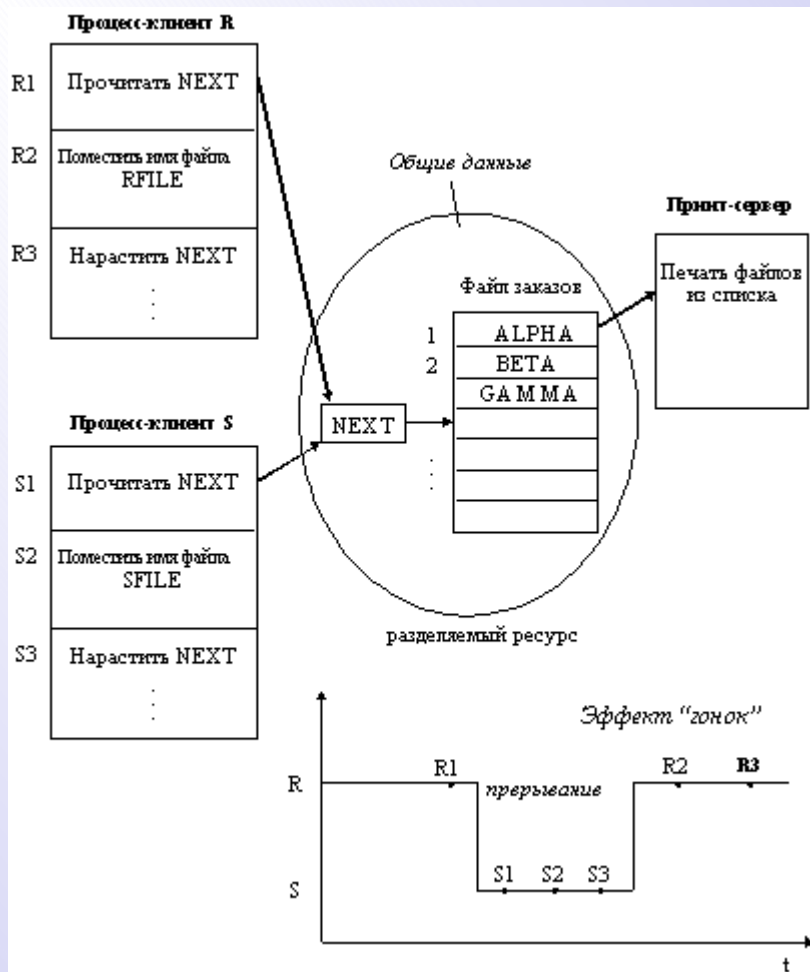 Процесс-клиент R
R1
Прочитать NEXT
R2
Поместить имя файла
RFILE
R3
Нарастить NEXT
Общие данные
Принт-сервер
Печать файлов
из списка
Файл заказов
1
ALPHA
2
BETA
GAMMA
NEXT
Процесс-клиент S
S1
Прочитать NEXT
S2
Поместить имя файла
SFILE
S3
Нарастить NEXT
разделяемый ресурс
Эффект “гонок”
R
R1
прерывание
R2
R3
S
S1
S2
S3
t